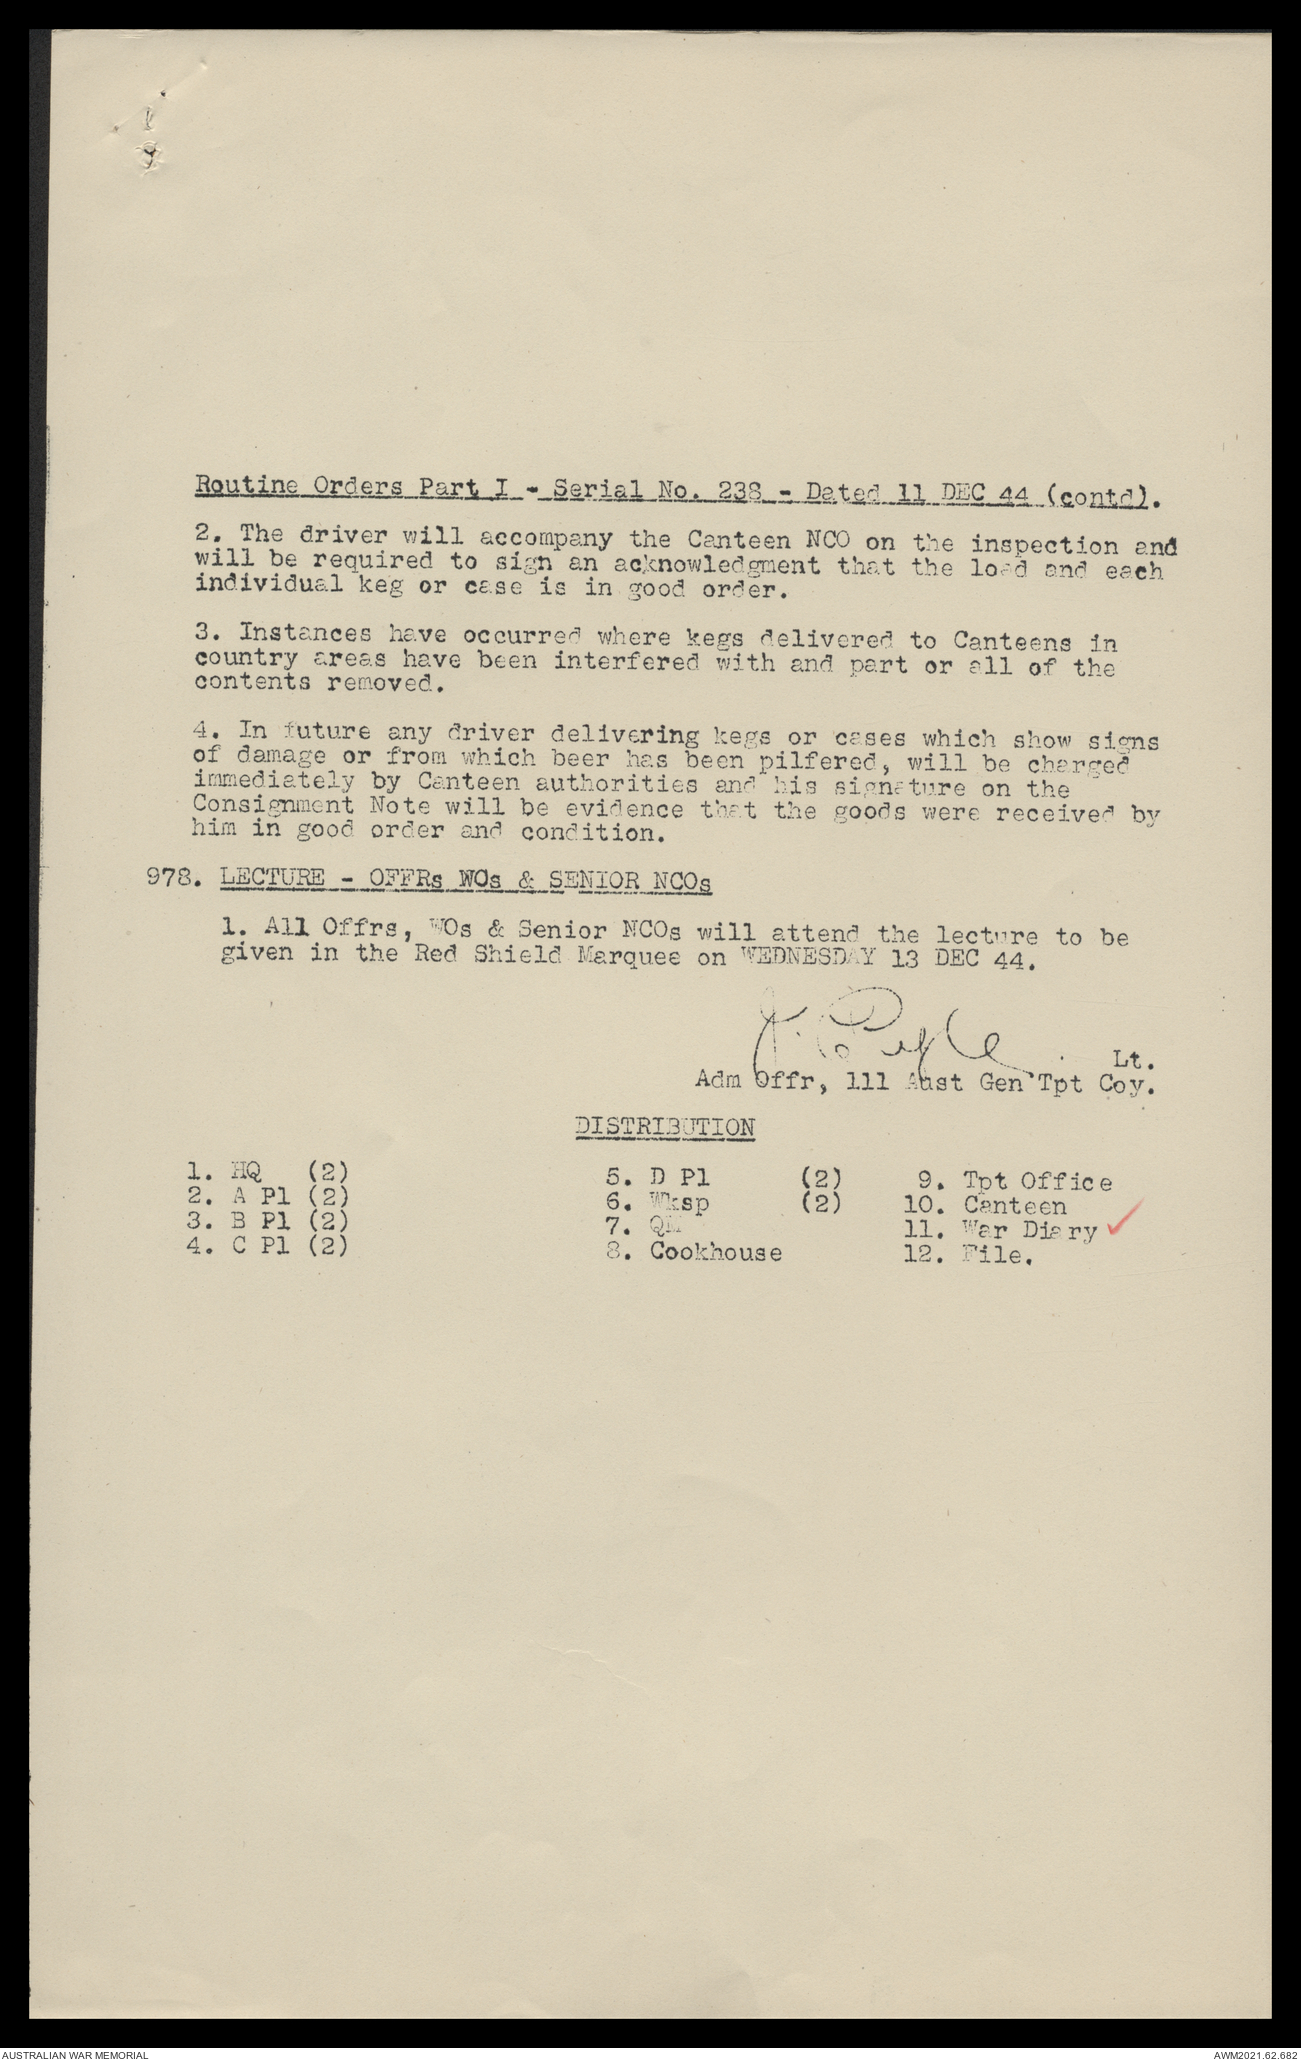 Routine Orders Part I - Serial No. 238 - Dated 11 DEC 44 (contd).
2. The driver will accompany the Canteen NCO on the inspection and
will be required to sign an acknowledgment that the load and each
individual keg or case is in good order.
3. Instances have occurred where kegs delivered to Canteens in
country areas have been interfered with and part or all of the
contents removed.
4. In future any driver delivering kegs or cases which show signs
of damage or from which beer has been pilfered, will be charged
immediately by Canteen authorities and his signature on the
Consignment Note will be evidence that the goods were received by
him in good order and condition.
978. LECTURE - OFFRs WOs & SENIOR NCOs
1. All Offrs, WOs & Senior NCOs will attend the lecture to be
given in the Red Shield Marquee on WEDNESDAY 13 DEC 44.
Lt.
Adm Offr, 111 Aust Gen Tpt Coy.
DISTRIBUTION
1. HQ (2)
2. A Pl (2)
3. B Pl (2)
4. C Pl (2)
5. D Pl (2)
6. Wksp (2)
7. QM
8. Cookhouse
9. Tpt Office
10. Canteen
11. War Diary
12. File.
AUSTRALIAN WAR MEMORIAL
AWM2021.62.682